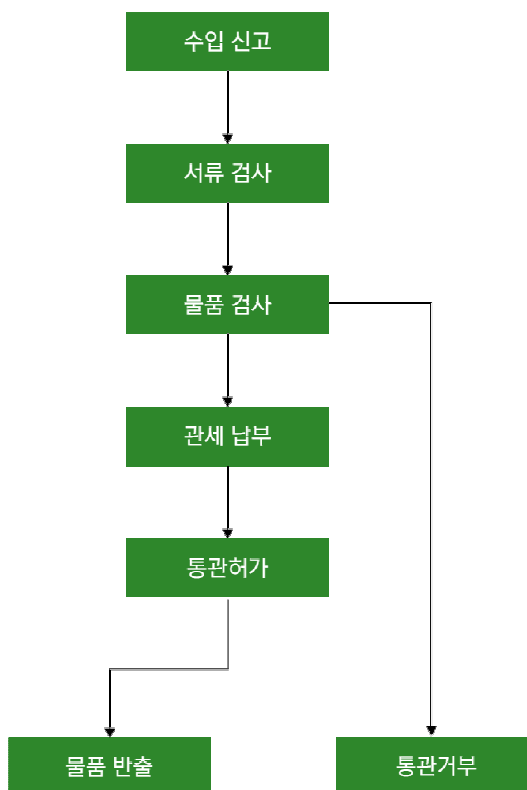 수입 신고
서류 검사
물품 검사
관세 납부
통관허가
물품 반출
통관거부